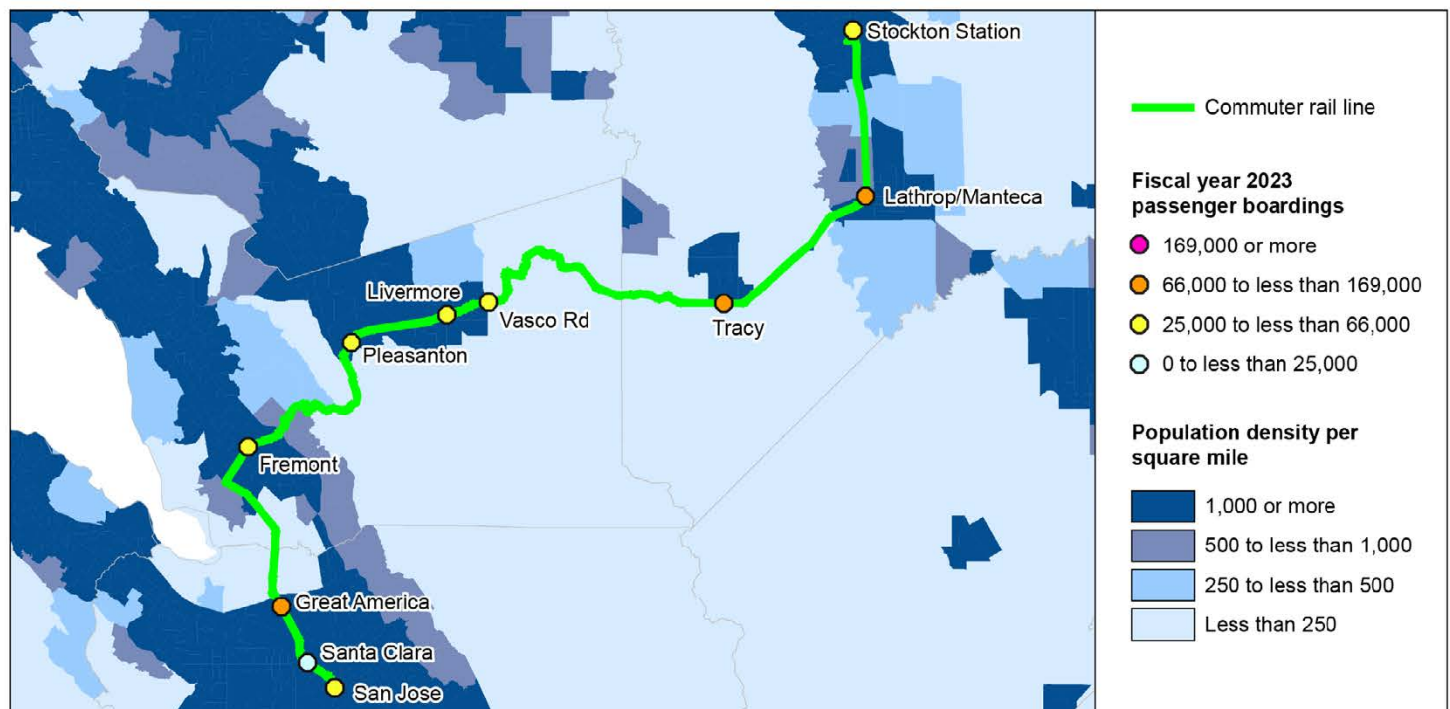 Stockton Station
Lathrop/Manteca
Livermore
Vasco Rd
Tracy
Pleasanton
Fremont
Great America
Santa Clara
San Jose
Commuter rail line
Fiscal year 2023
passenger boardings
169,000 or more
66,000 to less than 169,000
25,000 to less than 66,000
0 to less than 25,000
Population density per
square mile
1,000 or more
500 to less than 1,000
250 to less than 500
Less than 250